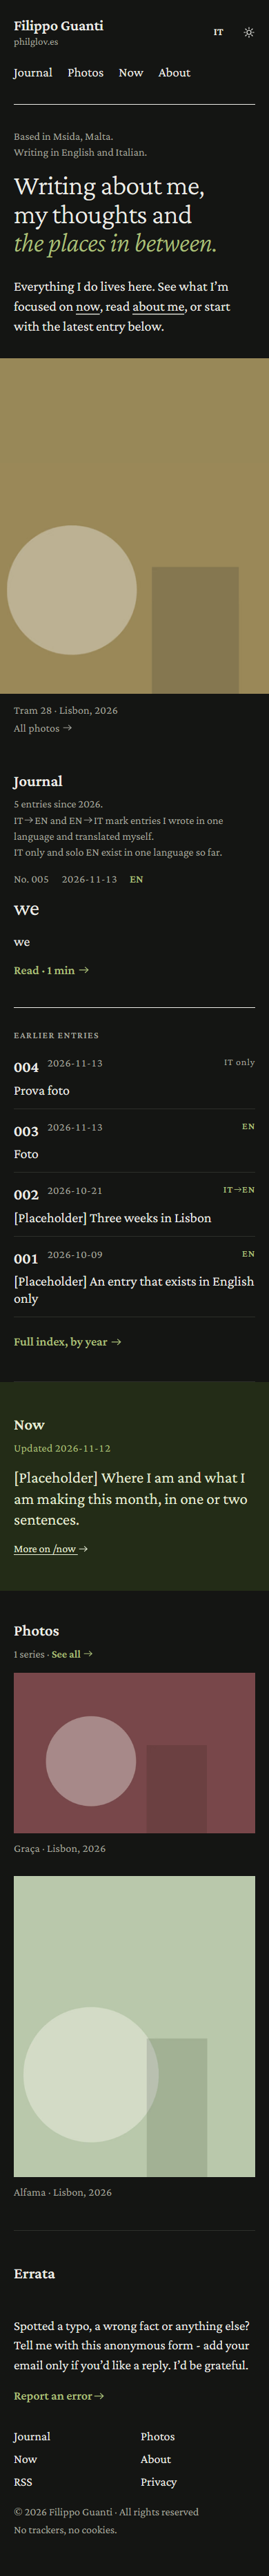 Filippo Guanti
philglov.es
IT
Journal Photos Now About
Based in Msida, Malta.
Writing in English and Italian.
Writing about me,
my thoughts and
the places in between.
Everything I do lives here. See what I’m
focused on now, read about me, or start
with the latest entry below.
Tram 28 · Lisbon, 2026
All photos →
Journal
5 entries since 2026.
IT→EN and EN→IT mark entries I wrote in one
language and translated myself.
IT only and solo EN exist in one language so far.
No. 005 2026-11-13 EN
we
we
Read · 1 min →
EARLIER ENTRIES
004 2026-11-13 IT only
Prova foto
003 2026-11-13 EN
Foto
002 2026-10-21 IT→EN
[Placeholder] Three weeks in Lisbon
001 2026-10-09 EN
[Placeholder] An entry that exists in English
only
Full index, by year →
Now
Updated 2026-11-12
[Placeholder] Where I am and what I
am making this month, in one or two
sentences.
More on /now →
Photos
1 series · See all →
Graça · Lisbon, 2026
Alfama · Lisbon, 2026
Errata
Spotted a typo, a wrong fact or anything else?
Tell me with this anonymous form - add your
email only if you’d like a reply. I’d be grateful.
Report an error→
Journal Photos
Now About
RSS Privacy
© 2026 Filippo Guanti · All rights reserved
No trackers, no cookies.